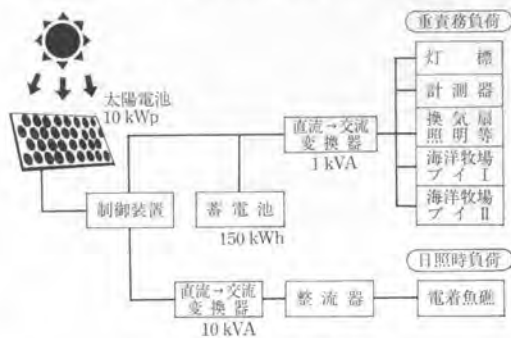 重責務負荷
灯標
計測器
換気扇
照明等
海洋牧場
ブイⅠ
海洋牧場
ブイⅡ
太陽電池
10 kWp
直流→交流
変換器
1 kVA
制御装置
蓄電池
150 kWh
日照時負荷
直流→交流
変換器
10 kVA
整流器
電着魚礁